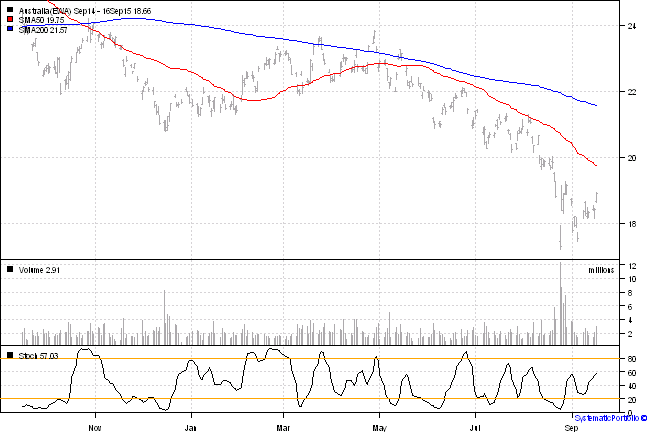 Australia(EWA) Sep14 - 16Sep15 18.66
SMA50 19.75
SMA200 21.57
24
22
20
18
Volume 2.91
millions
12
10
8
6
4
2
Stoch 57.03
80
60
40
20
0
Nov Jan Mar May Jul Sep
SystematicPortfolio ©